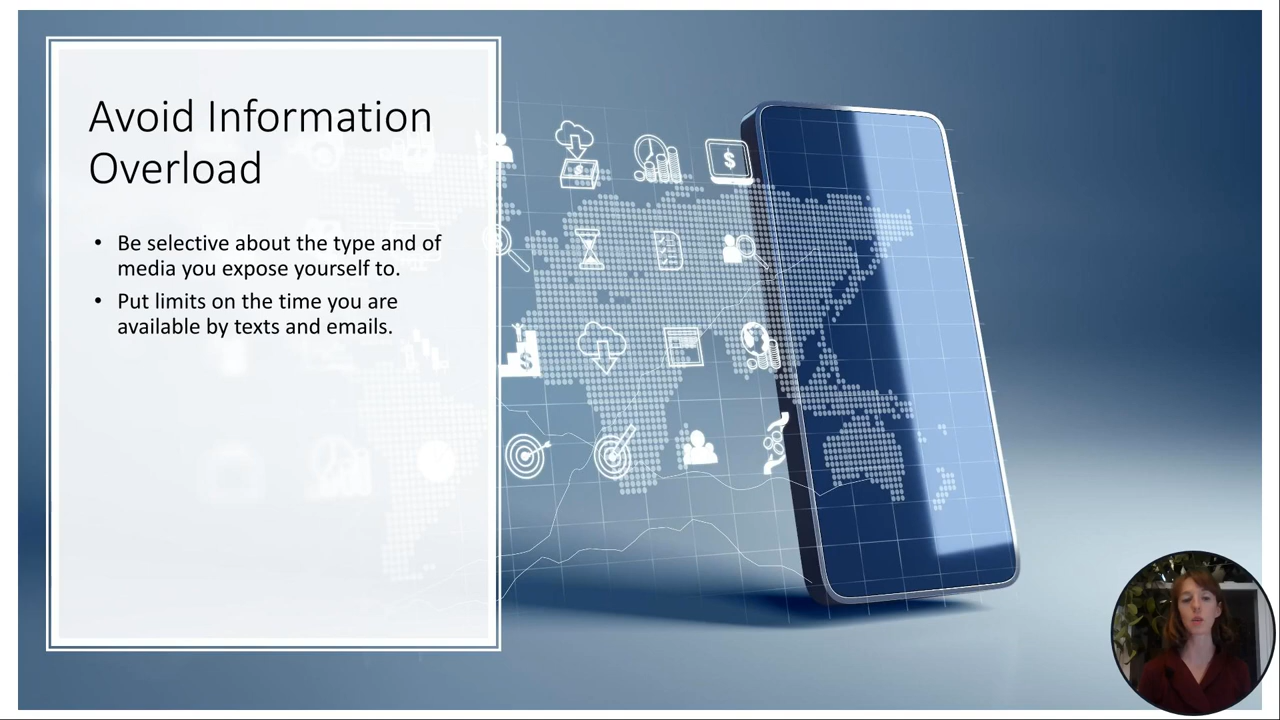 Avoid Information
Overload
• Be selective about the type and of
media you expose yourself to.
• Put limits on the time you are
available by texts and emails.
$
$
$